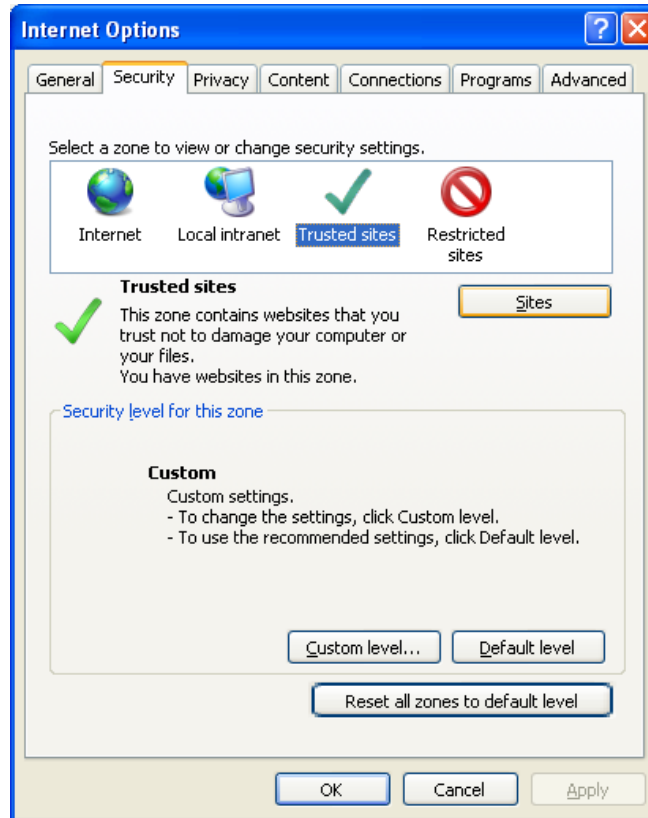 Internet Options
?
General Security Privacy Content Connections Programs Advanced
Select a zone to view or change security settings.
Internet Local intranet Trusted sites Restricted
sites
Trusted sites
Sites
This zone contains websites that you
trust not to damage your computer or
your files.
You have websites in this zone.
Security level for this zone
Custom
Custom settings.
- To change the settings, click Custom level.
- To use the recommended settings, click Default level.
Custom level... Default level
Reset all zones to default level
OK Cancel Apply